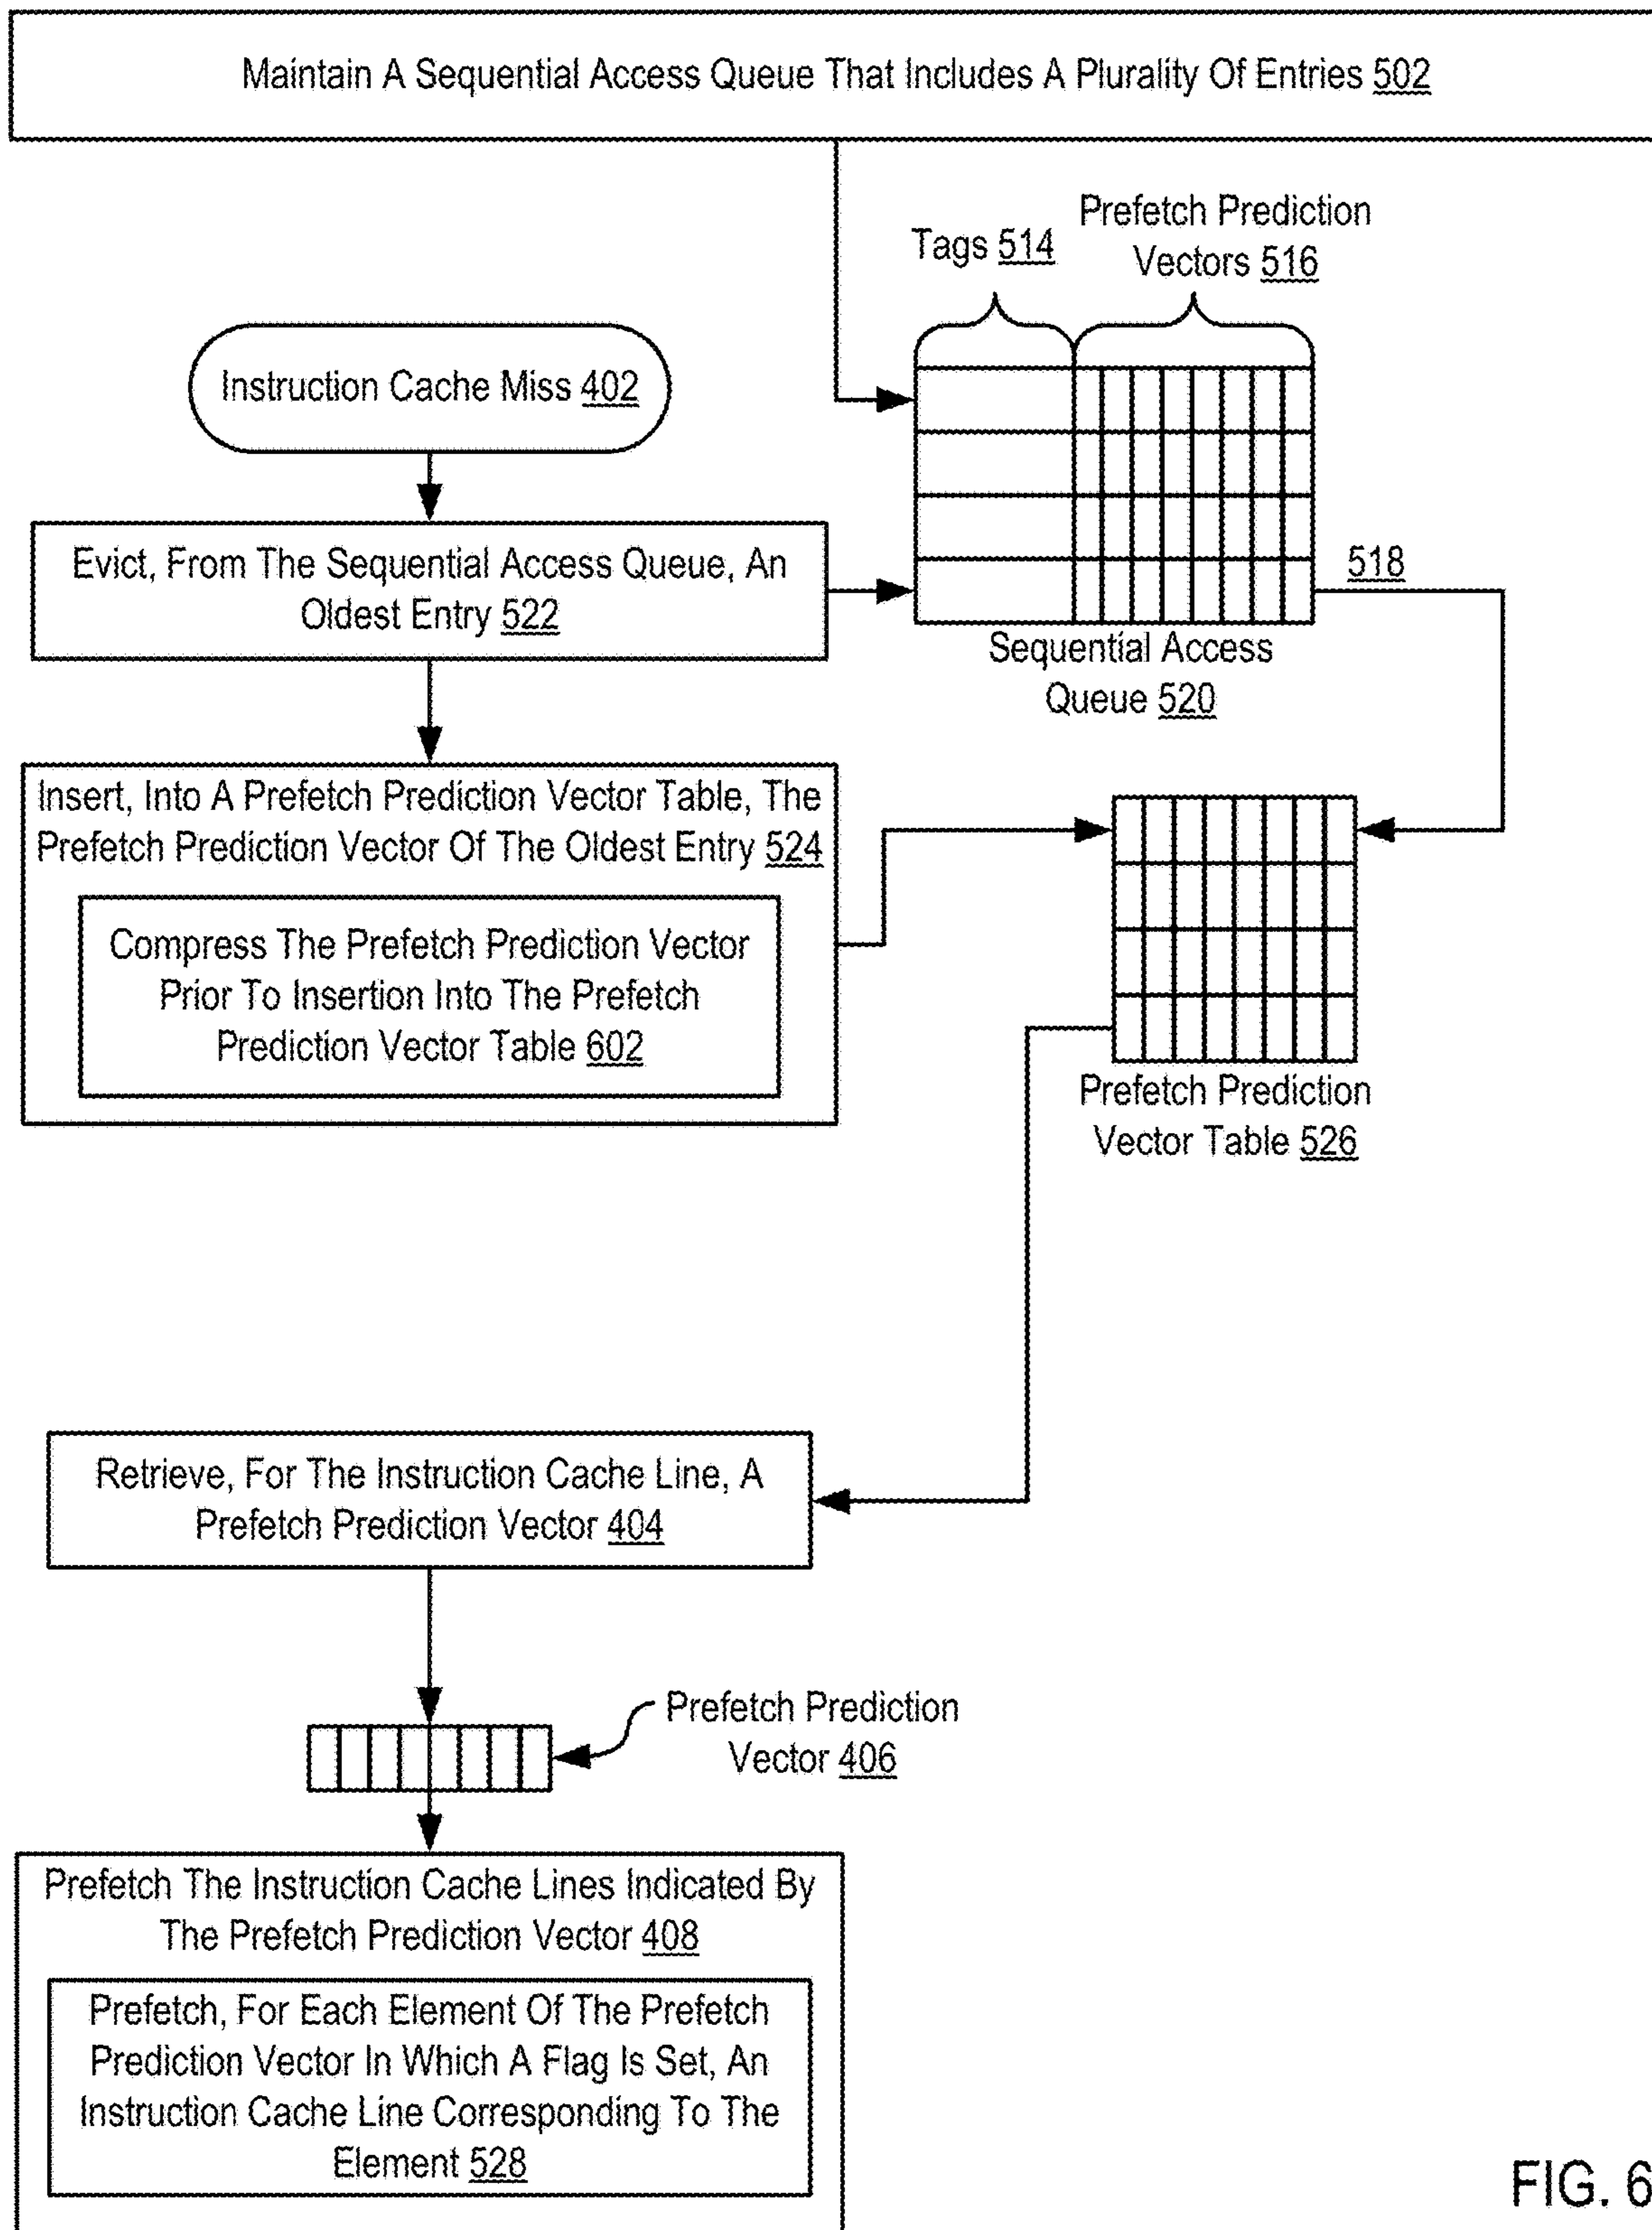 Maintain A Sequential Access Queue That Includes A Plurality Of Entries 502
Tags 514
Prefetch Prediction
Vectors 516
Instruction Cache Miss 402
Evict, From The Sequential Access Queue, An
Oldest Entry 522
518
Sequential Access
Queue 520
Insert, Into A Prefetch Prediction Vector Table, The
Prefetch Prediction Vector Of The Oldest Entry 524
Compress The Prefetch Prediction Vector
Prior To Insertion Into The Prefetch
Prediction Vector Table 602
Prefetch Prediction
Vector Table 526
Retrieve, For The Instruction Cache Line, A
Prefetch Prediction Vector 404
Prefetch Prediction
Vector 406
Prefetch The Instruction Cache Lines Indicated By
The Prefetch Prediction Vector 408
Prefetch, For Each Element Of The Prefetch
Prediction Vector In Which A Flag Is Set, An
Instruction Cache Line Corresponding To The
Element 528
FIG. 6